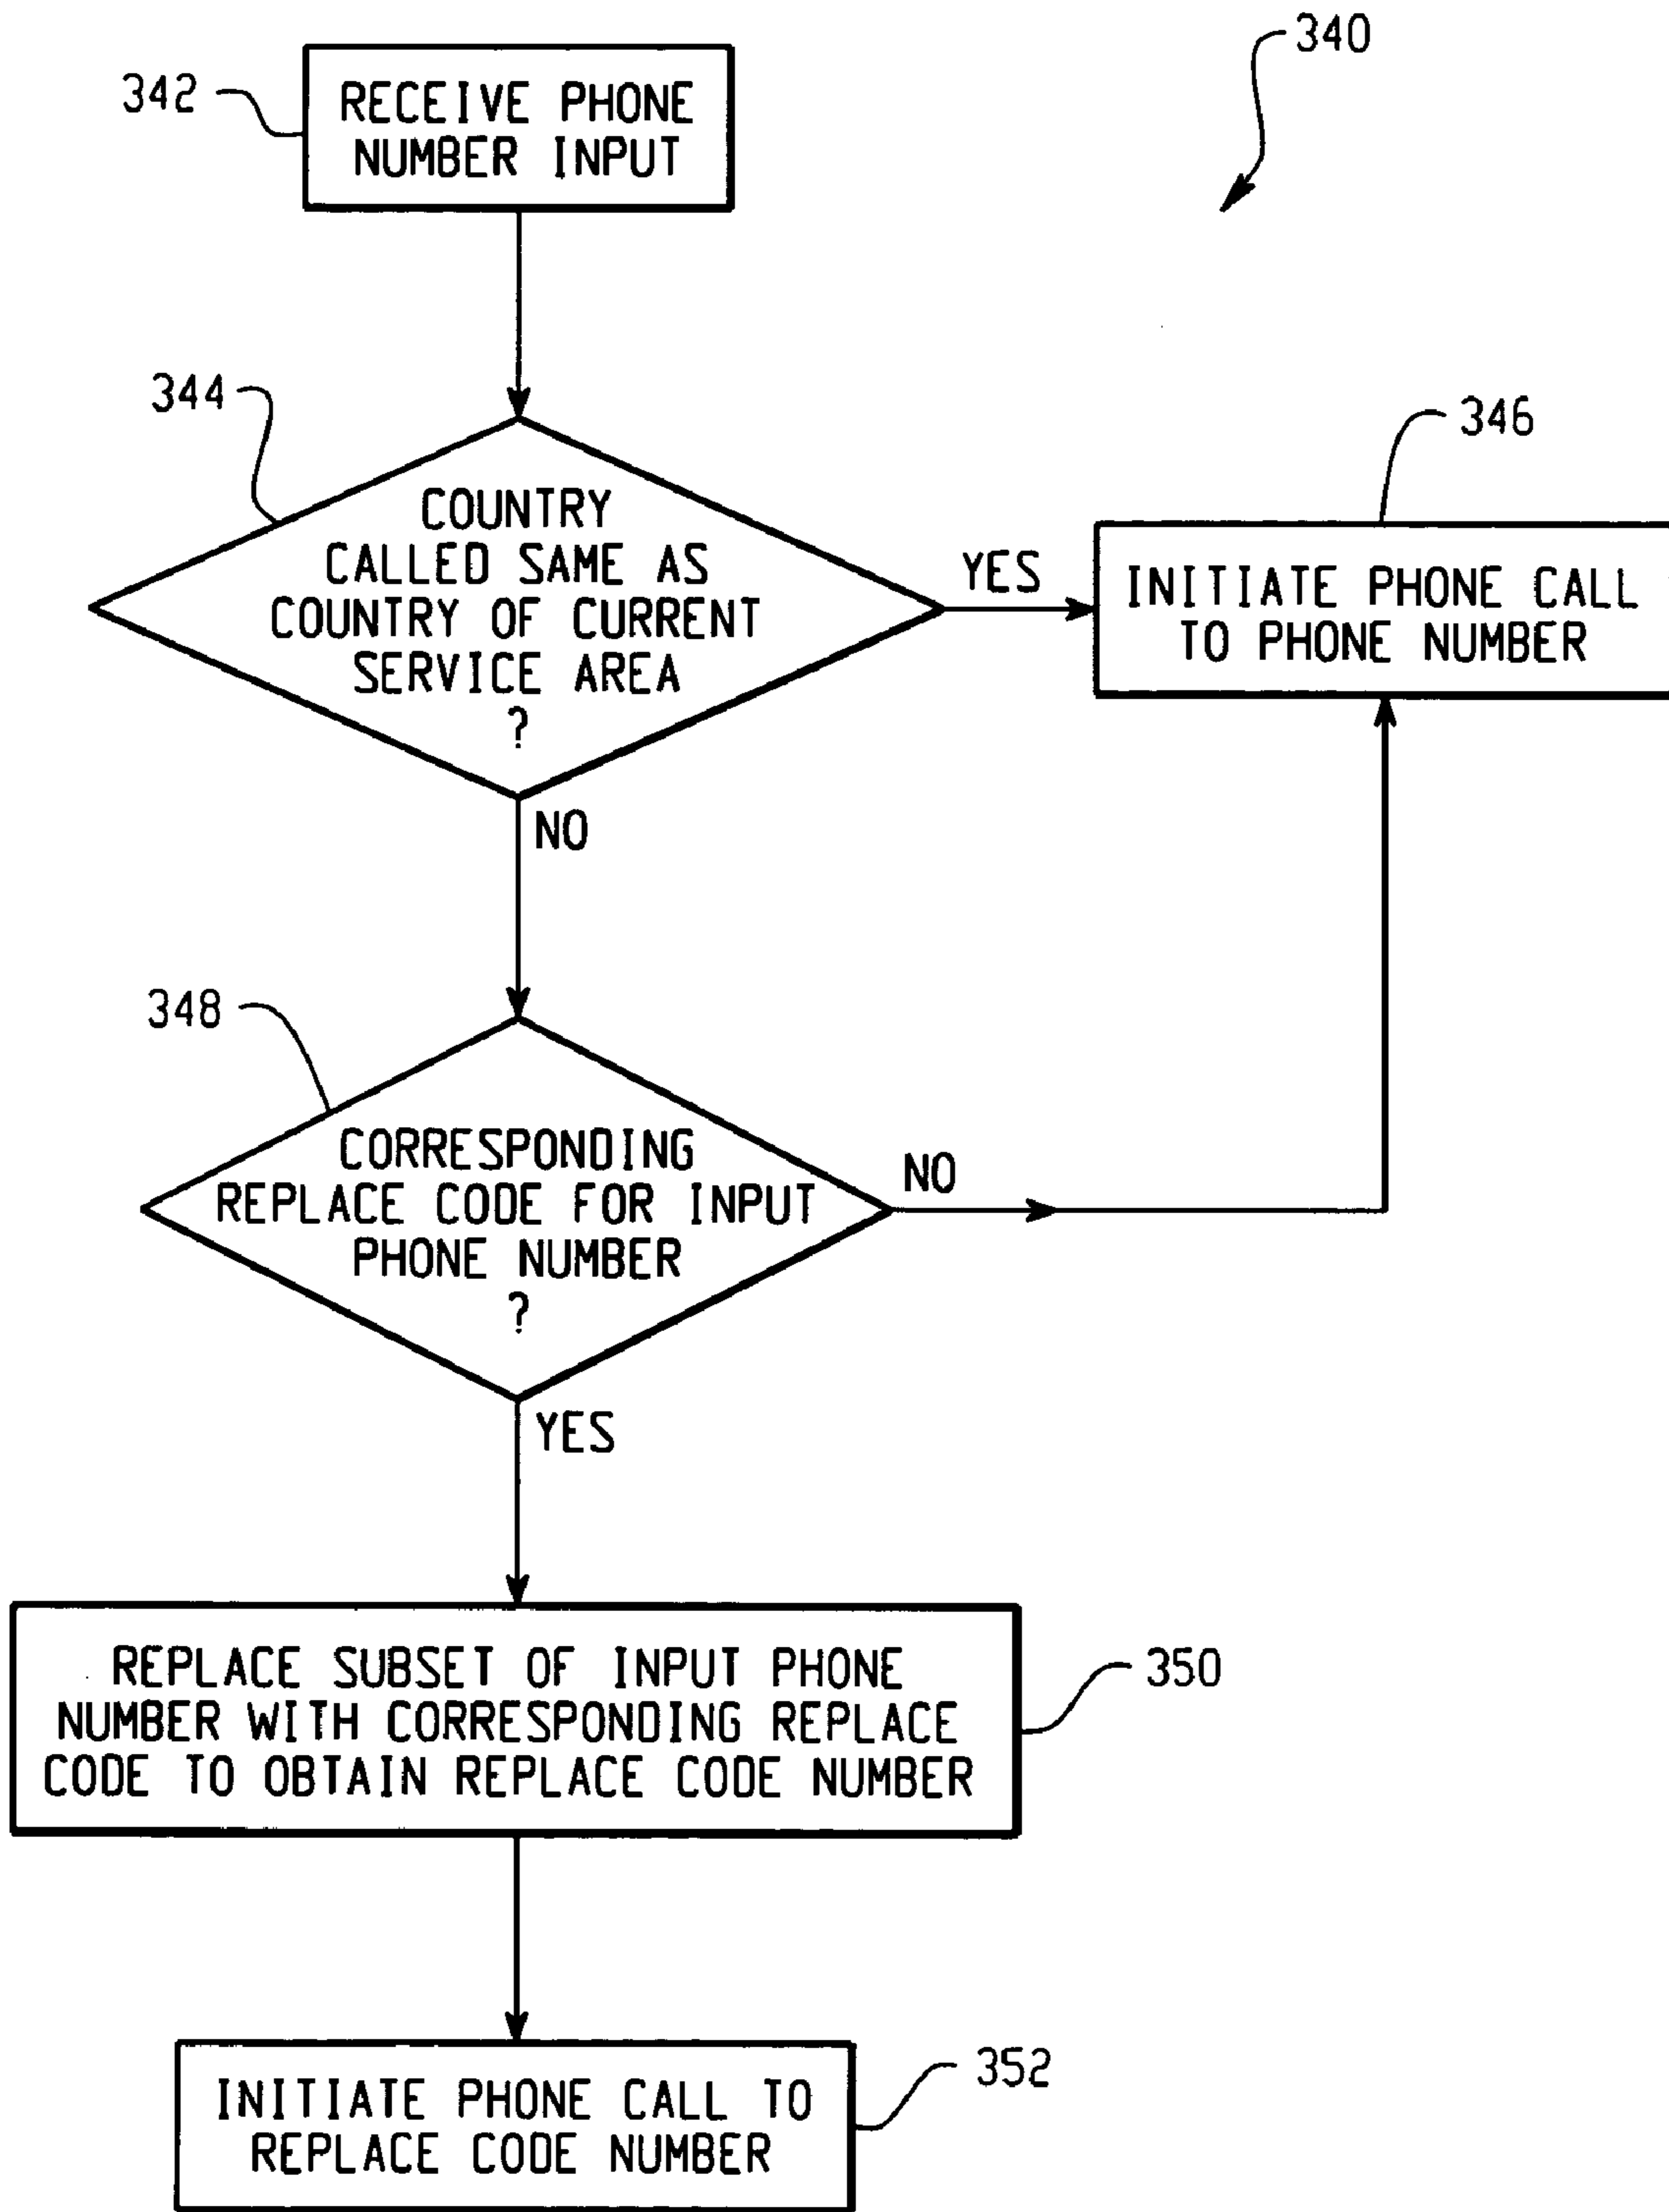 340
342
RECEIVE PHONE
NUMBER INPUT
344
COUNTRY
CALLED SAME AS
COUNTRY OF CURRENT
SERVICE AREA
?
YES
346
INITIATE PHONE CALL
TO PHONE NUMBER
NO
348
CORRESPONDING
REPLACE CODE FOR INPUT
PHONE NUMBER
?
NO
YES
REPLACE SUBSET OF INPUT PHONE
NUMBER WITH CORRESPONDING REPLACE
CODE TO OBTAIN REPLACE CODE NUMBER
350
INITIATE PHONE CALL TO
REPLACE CODE NUMBER
352